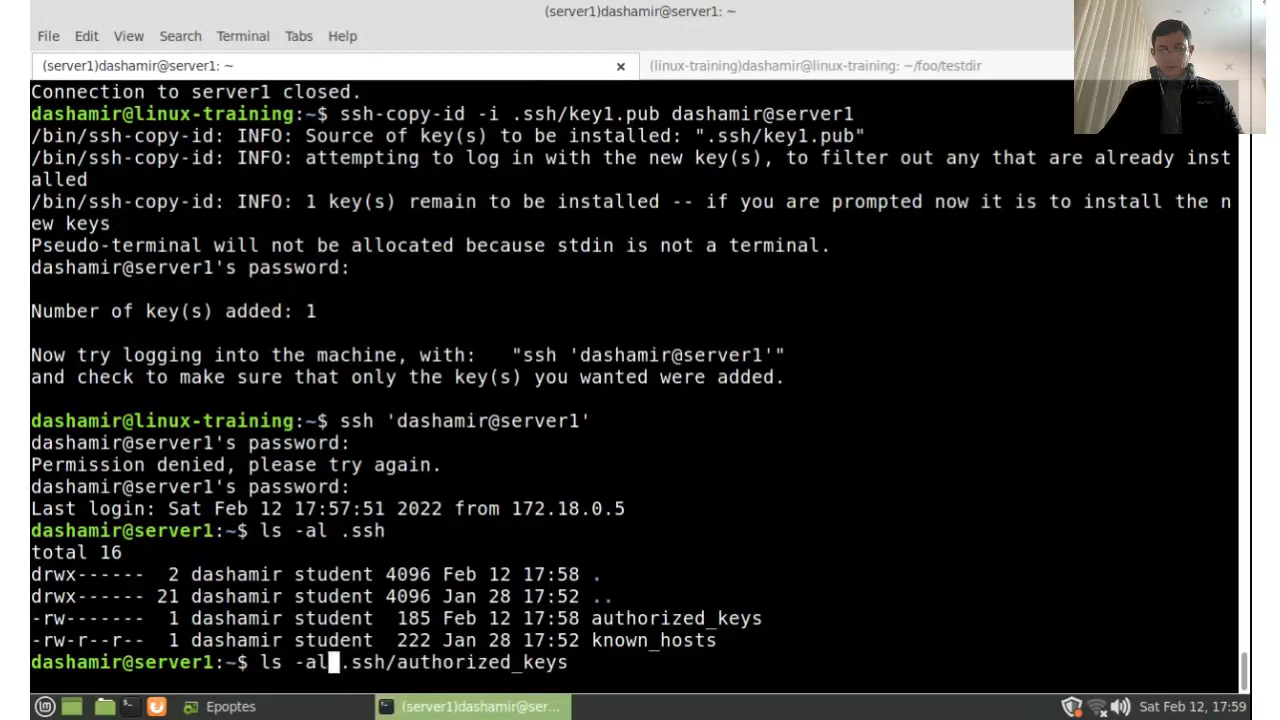 (server1)dashamir@server1: ~
File Edit View Search Terminal Tabs Help
(server1)dashamir@server1: ~ x (linux-training)dashamir@linux-training: ~/foo/testdir x
Connection to server1 closed.
dashamir@linux-training:~$ ssh-copy-id -i .ssh/key1.pub dashamir@server1
/bin/ssh-copy-id: INFO: Source of key(s) to be installed: ".ssh/key1.pub"
/bin/ssh-copy-id: INFO: attempting to log in with the new key(s), to filter out any that are already inst
alled
/bin/ssh-copy-id: INFO: 1 key(s) remain to be installed -- if you are prompted now it is to install the n
ew keys
Pseudo-terminal will not be allocated because stdin is not a terminal.
dashamir@server1's password:
Number of key(s) added: 1
Now try logging into the machine, with:   "ssh 'dashamir@server1'"
and check to make sure that only the key(s) you wanted were added.
dashamir@linux-training:~$ ssh 'dashamir@server1'
dashamir@server1's password:
Permission denied, please try again.
dashamir@server1's password:
Last login: Sat Feb 12 17:57:51 2022 from 172.18.0.5
dashamir@server1:~$ ls -al .ssh
total 16
drwx------  2 dashamir student 4096 Feb 12 17:58 .
drwx------ 21 dashamir student 4096 Jan 28 17:52 ..
-rw-------  1 dashamir student  185 Feb 12 17:58 authorized_keys
-rw-r--r--  1 dashamir student  222 Jan 28 17:52 known_hosts
dashamir@server1:~$ ls -al .ssh/authorized_keys
Epoptes (server1)dashamir@ser... Sat Feb 12, 17:59